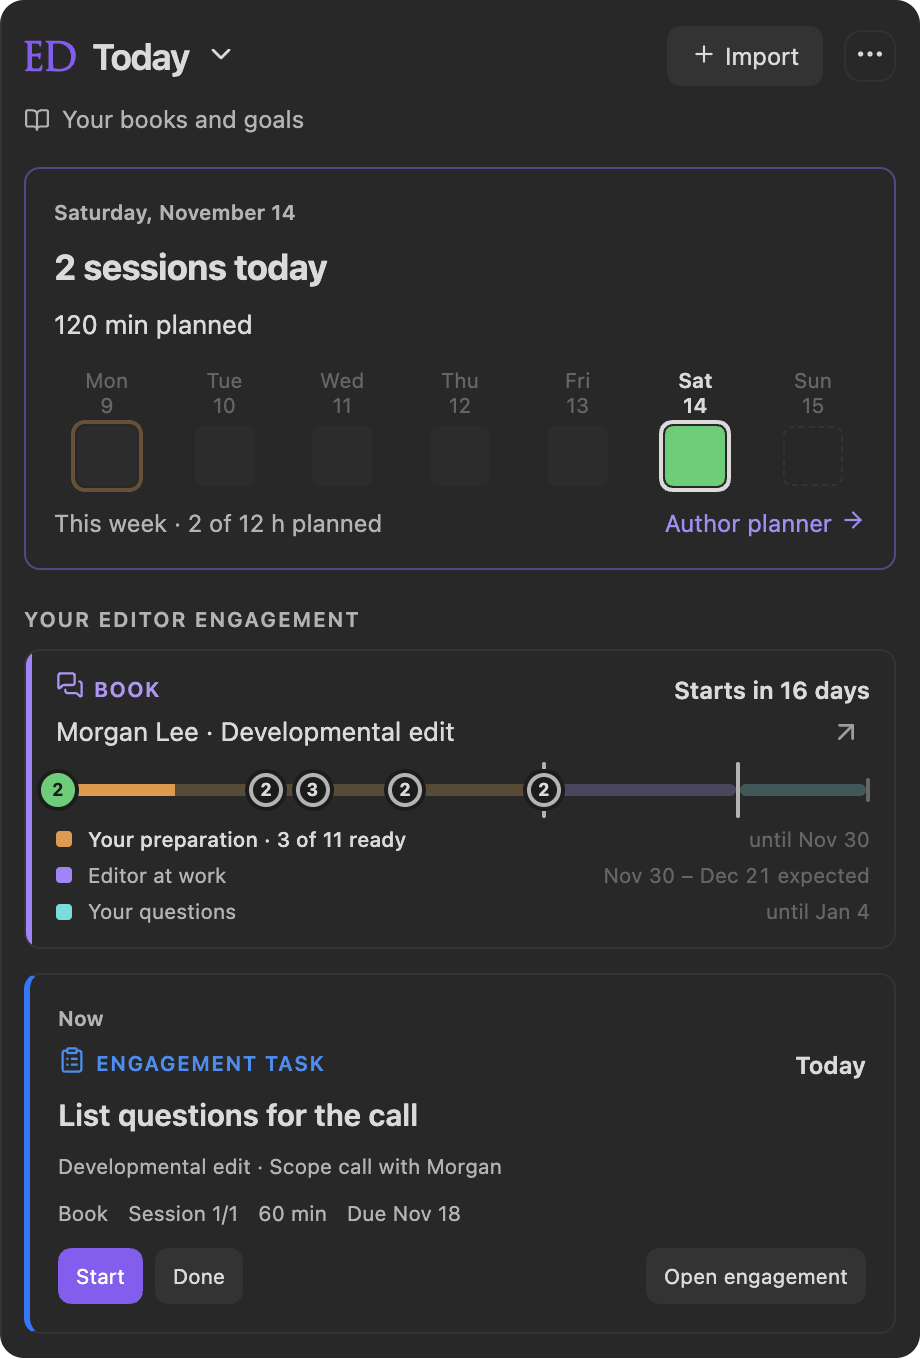 ED Today
+ Import
Your books and goals
Saturday, November 14
2 sessions today
120 min planned
Mon Tue Wed Thu Fri Sat Sun
9 10 11 12 13 14 15
This week · 2 of 12 h planned
Author planner →
YOUR EDITOR ENGAGEMENT
BOOK
Starts in 16 days
Morgan Lee · Developmental edit
2 2 3 2 2
Your preparation · 3 of 11 ready
until Nov 30
Editor at work
Nov 30 – Dec 21 expected
Your questions
until Jan 4
Now
ENGAGEMENT TASK
Today
List questions for the call
Developmental edit · Scope call with Morgan
Book Session 1/1 60 min Due Nov 18
Start
Done
Open engagement